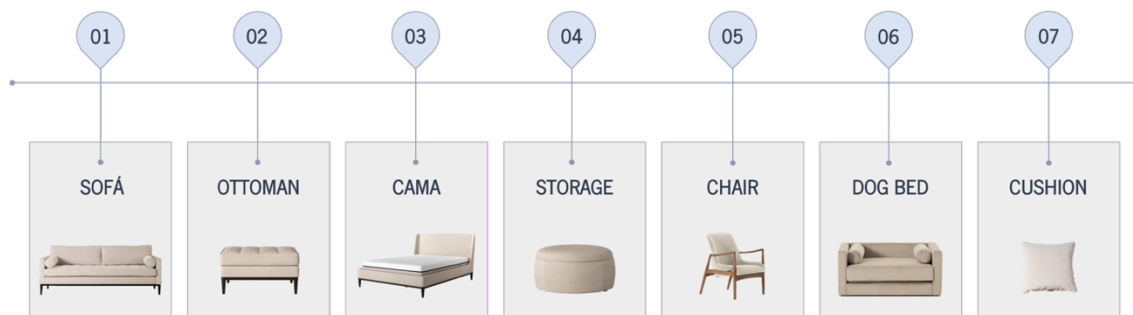 01
02
03
04
05
06
07
SOFÁ
OTTOMAN
CAMA
STORAGE
CHAIR
DOG BED
CUSHION